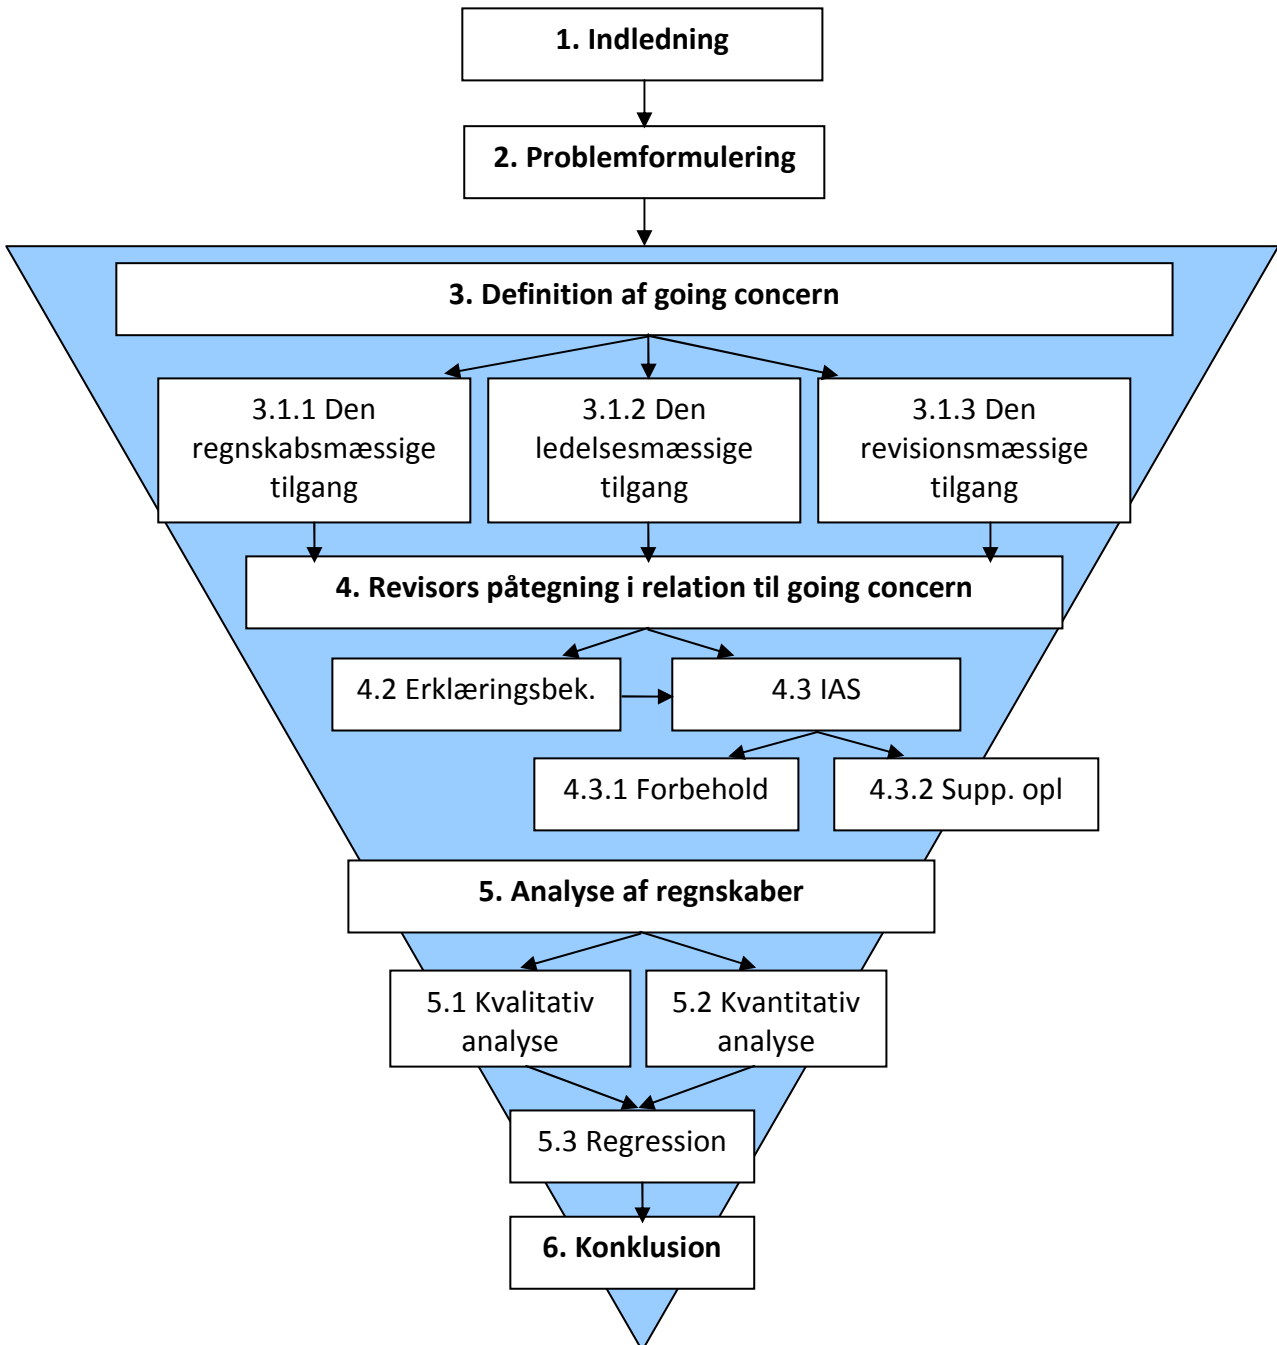 1. Indledning
2. Problemformulering
3. Definition af going concern
3.1.1 Den
regnskabsmæssige
tilgang
3.1.2 Den
ledelsesmæssige
tilgang
3.1.3 Den
revisionsmæssige
tilgang
4. Revisors påtegning i relation til going concern
4.2 Erklæringsbek.
4.3 IAS
4.3.1 Forbehold
4.3.2 Supp. opl
5. Analyse af regnskaber
5.1 Kvalitativ
analyse
5.2 Kvantitativ
analyse
5.3 Regression
6. Konklusion